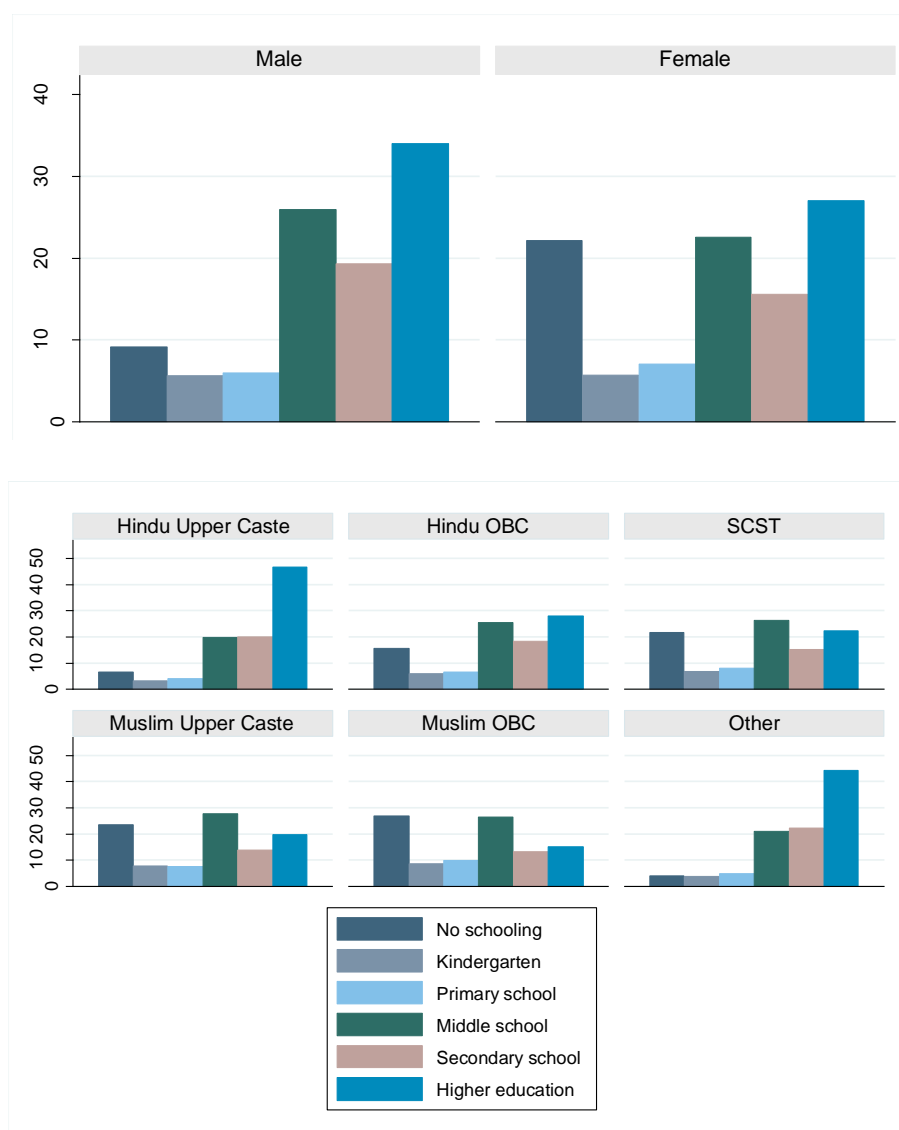 Male Female
40
30
20
10
0
Hindu Upper Caste Hindu OBC SCST
50
40
30
20
10
0
Muslim Upper Caste Muslim OBC Other
50
40
30
20
10
0
No schooling
Kindergarten
Primary school
Middle school
Secondary school
Higher education